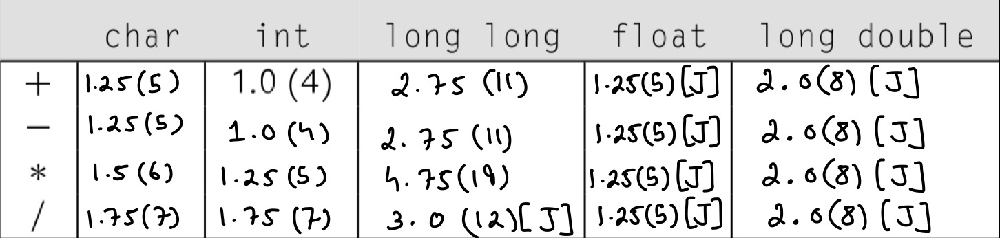 char int long long float long double
+ 1.25(5) 1.0 (4) 2.75 (11) 1.25(5)[J] 2.0(8) [J]
− 1.25(5) 1.0 (4) 2.75 (11) 1.25(5)[J] 2.0(8) [J]
* 1.5 (6) 1.25 (5) 4.75(19) 1.25(5)[J] 2.0(8) [J]
/ 1.75(7) 1.75 (7) 3.0 (12)[J] 1.25(5)[J] 2.0(8) [J]